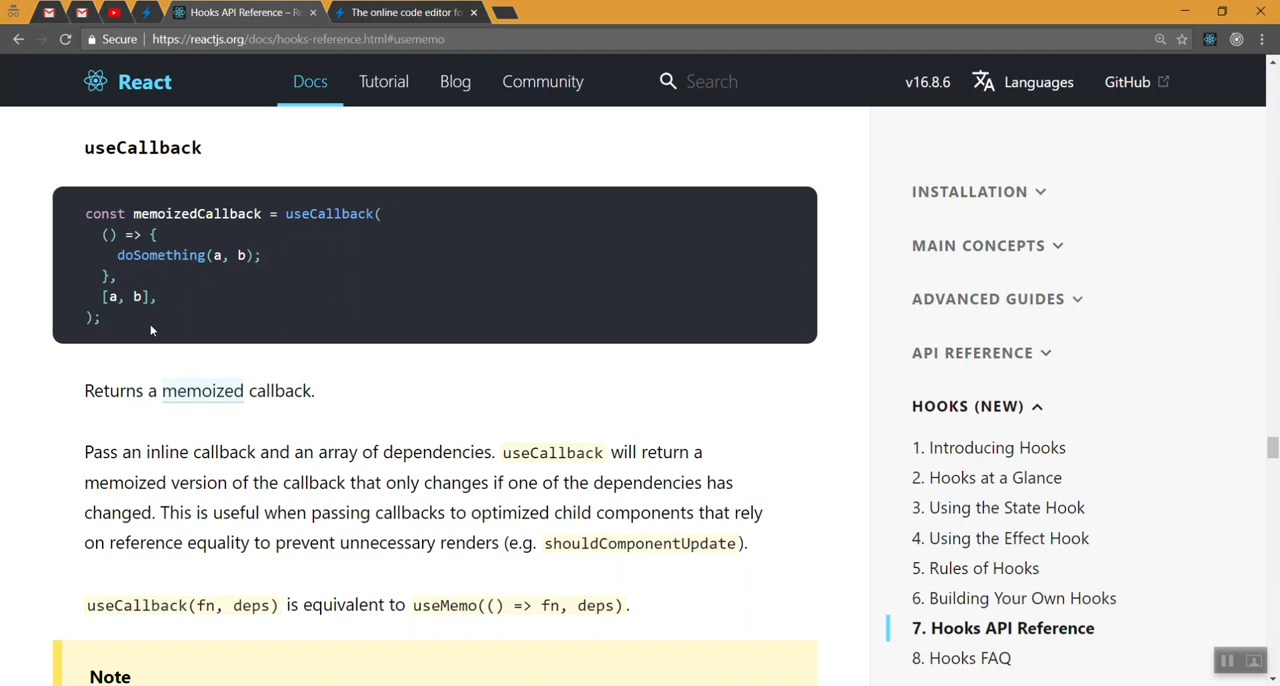 Hooks API Reference – Re
The online code editor fo
Secure | https://reactjs.org/docs/hooks-reference.html#usememo
React Docs Tutorial Blog Community Search v16.8.6 Languages GitHub
useCallback
const memoizedCallback = useCallback(
() => {
doSomething(a, b);
},
[a, b],
);
Returns a memoized callback.
Pass an inline callback and an array of dependencies. useCallback will return a
memoized version of the callback that only changes if one of the dependencies has
changed. This is useful when passing callbacks to optimized child components that rely
on reference equality to prevent unnecessary renders (e.g. shouldComponentUpdate).
useCallback(fn, deps) is equivalent to useMemo(() => fn, deps).
Note
INSTALLATION
MAIN CONCEPTS
ADVANCED GUIDES
API REFERENCE
HOOKS (NEW)
1. Introducing Hooks
2. Hooks at a Glance
3. Using the State Hook
4. Using the Effect Hook
5. Rules of Hooks
6. Building Your Own Hooks
7. Hooks API Reference
8. Hooks FAQ